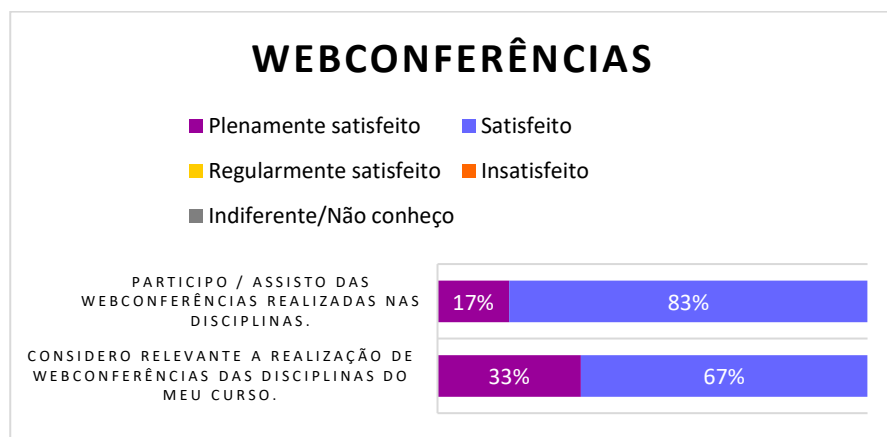 WEBCONFERÊNCIAS
Plenamente satisfeito
Satisfeito
Regularmente satisfeito
Insatisfeito
Indiferente/Não conheço
PARTICIPO / ASSISTO DAS
WEBCONFERÊNCIAS REALIZADAS NAS
DISCIPLINAS.
17%
83%
CONSIDERO RELEVANTE A REALIZAÇÃO DE
WEBCONFERÊNCIAS DAS DISCIPLINAS DO
MEU CURSO.
33%
67%